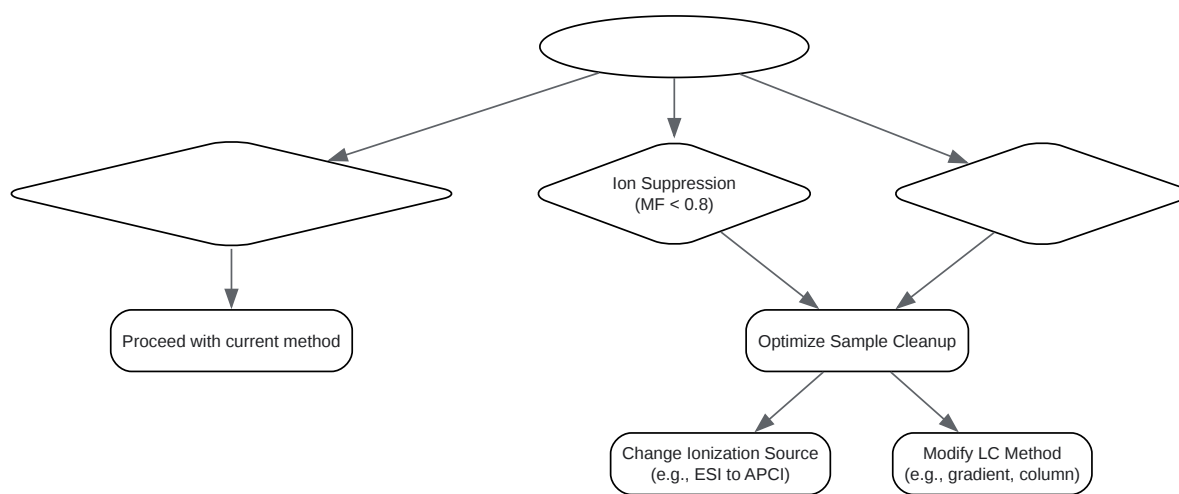 Ion Suppression
(MF < 0.8)
Proceed with current method
Optimize Sample Cleanup
Change Ionization Source
(e.g., ESI to APCI)
Modify LC Method
(e.g., gradient, column)